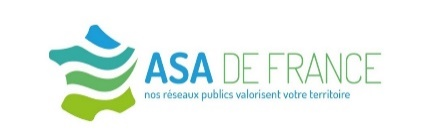 ASA DE FRANCE
nos réseaux publics valorisent votre territoire